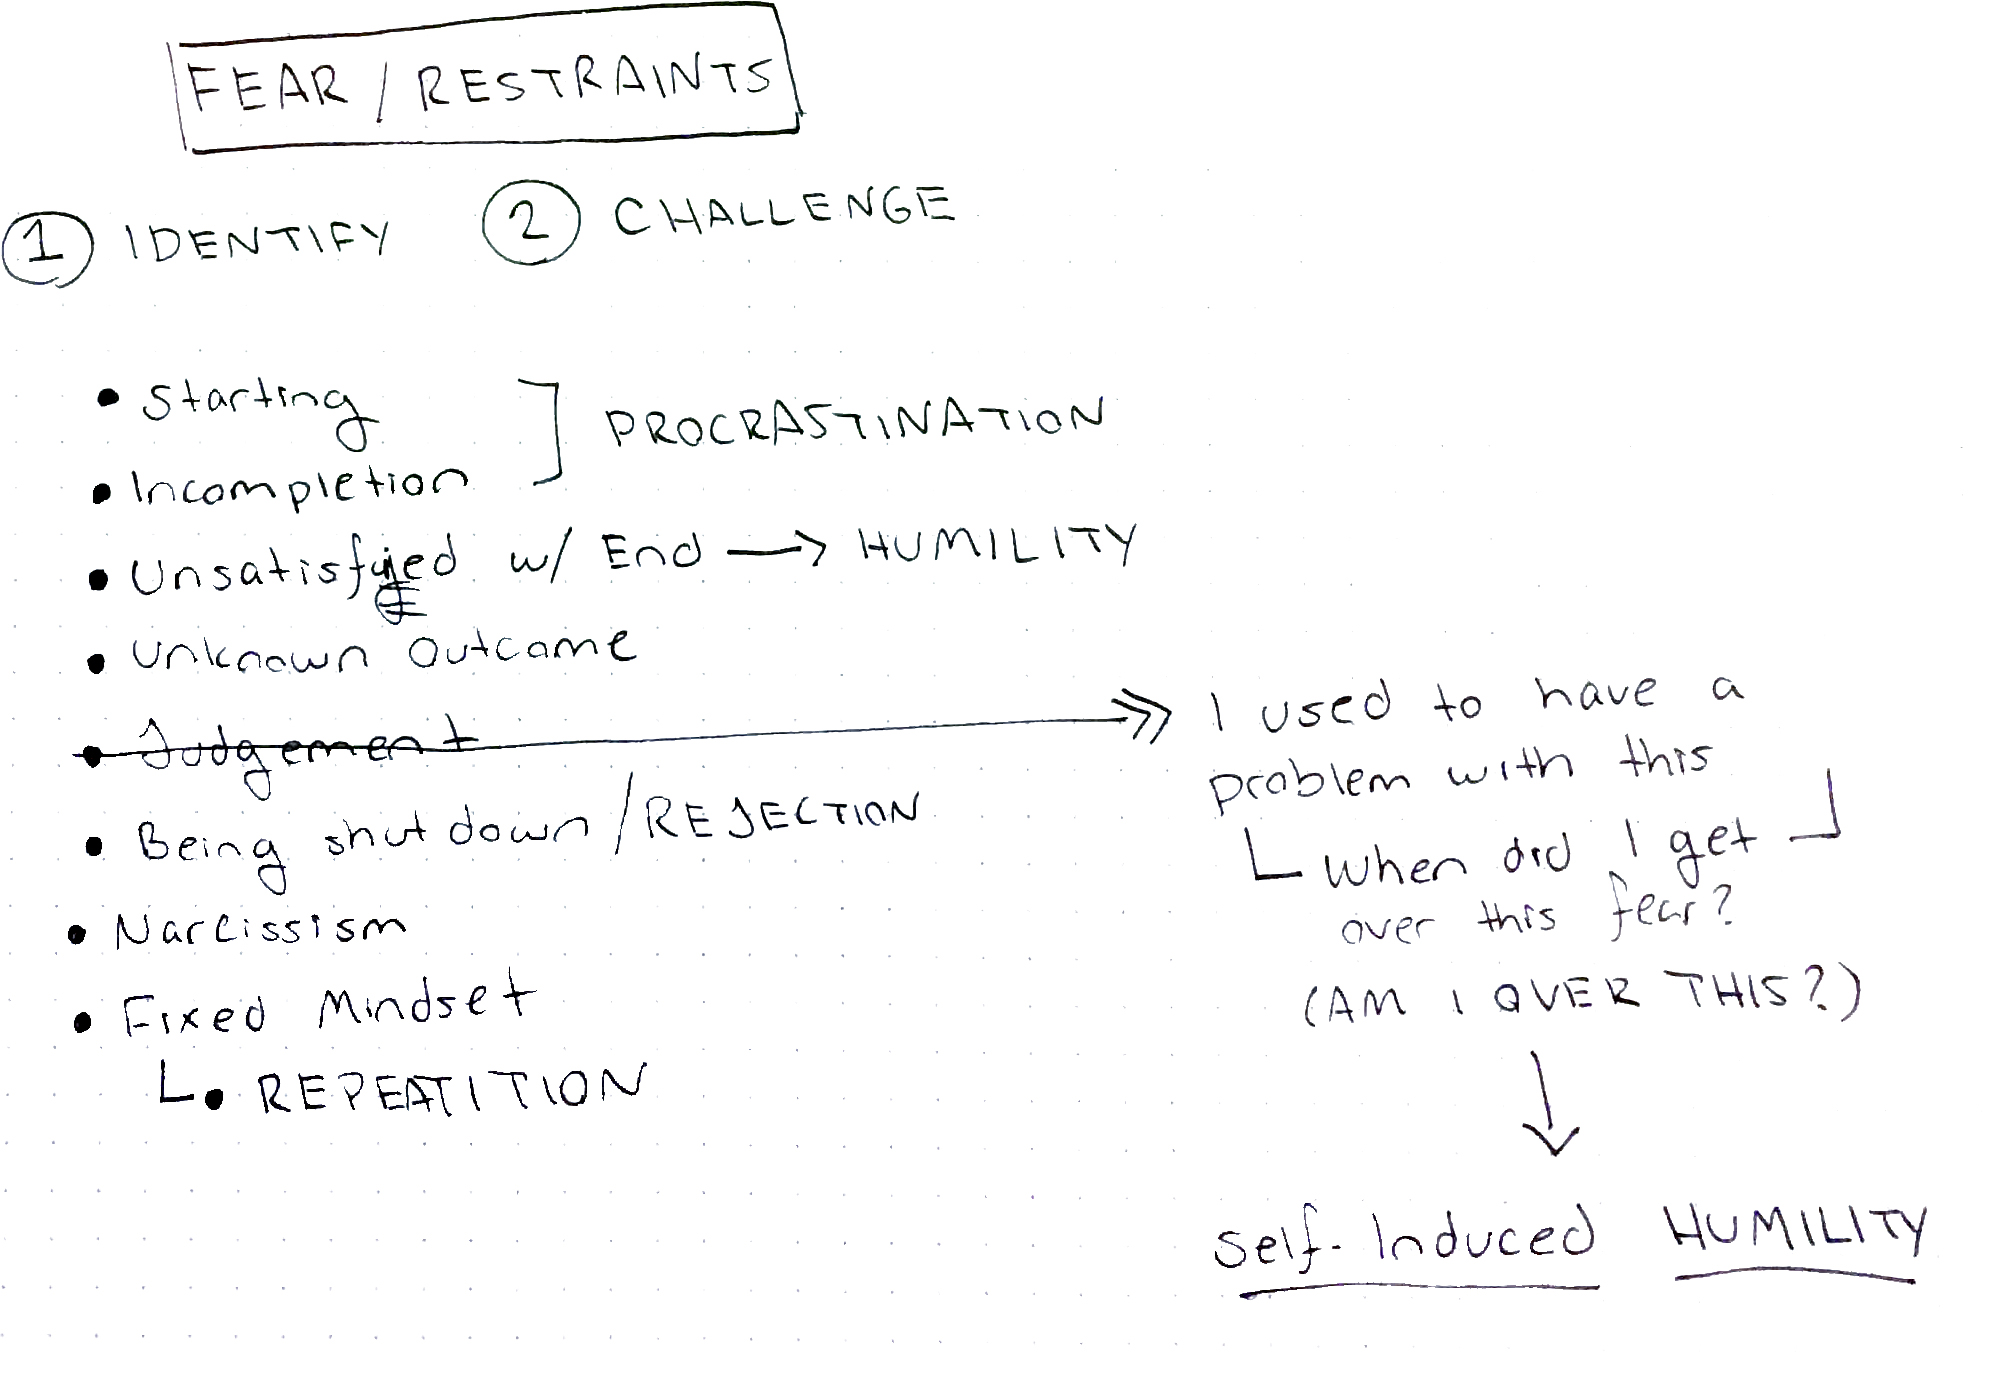 FEAR / RESTRAINTS
1 IDENTIFY 2 CHALLENGE
• Starting
• Incompletion
PROCRASTINATION
• Unsatisfied w/ End → HUMILITY
• Unknown Outcome
• Judgement
I used to have a
problem with this
When did I get
over this fear?
(AM I OVER THIS?)
• Being shut down / REJECTION
• Narcissism
• Fixed Mindset
• REPEATITION
Self-Induced HUMILITY